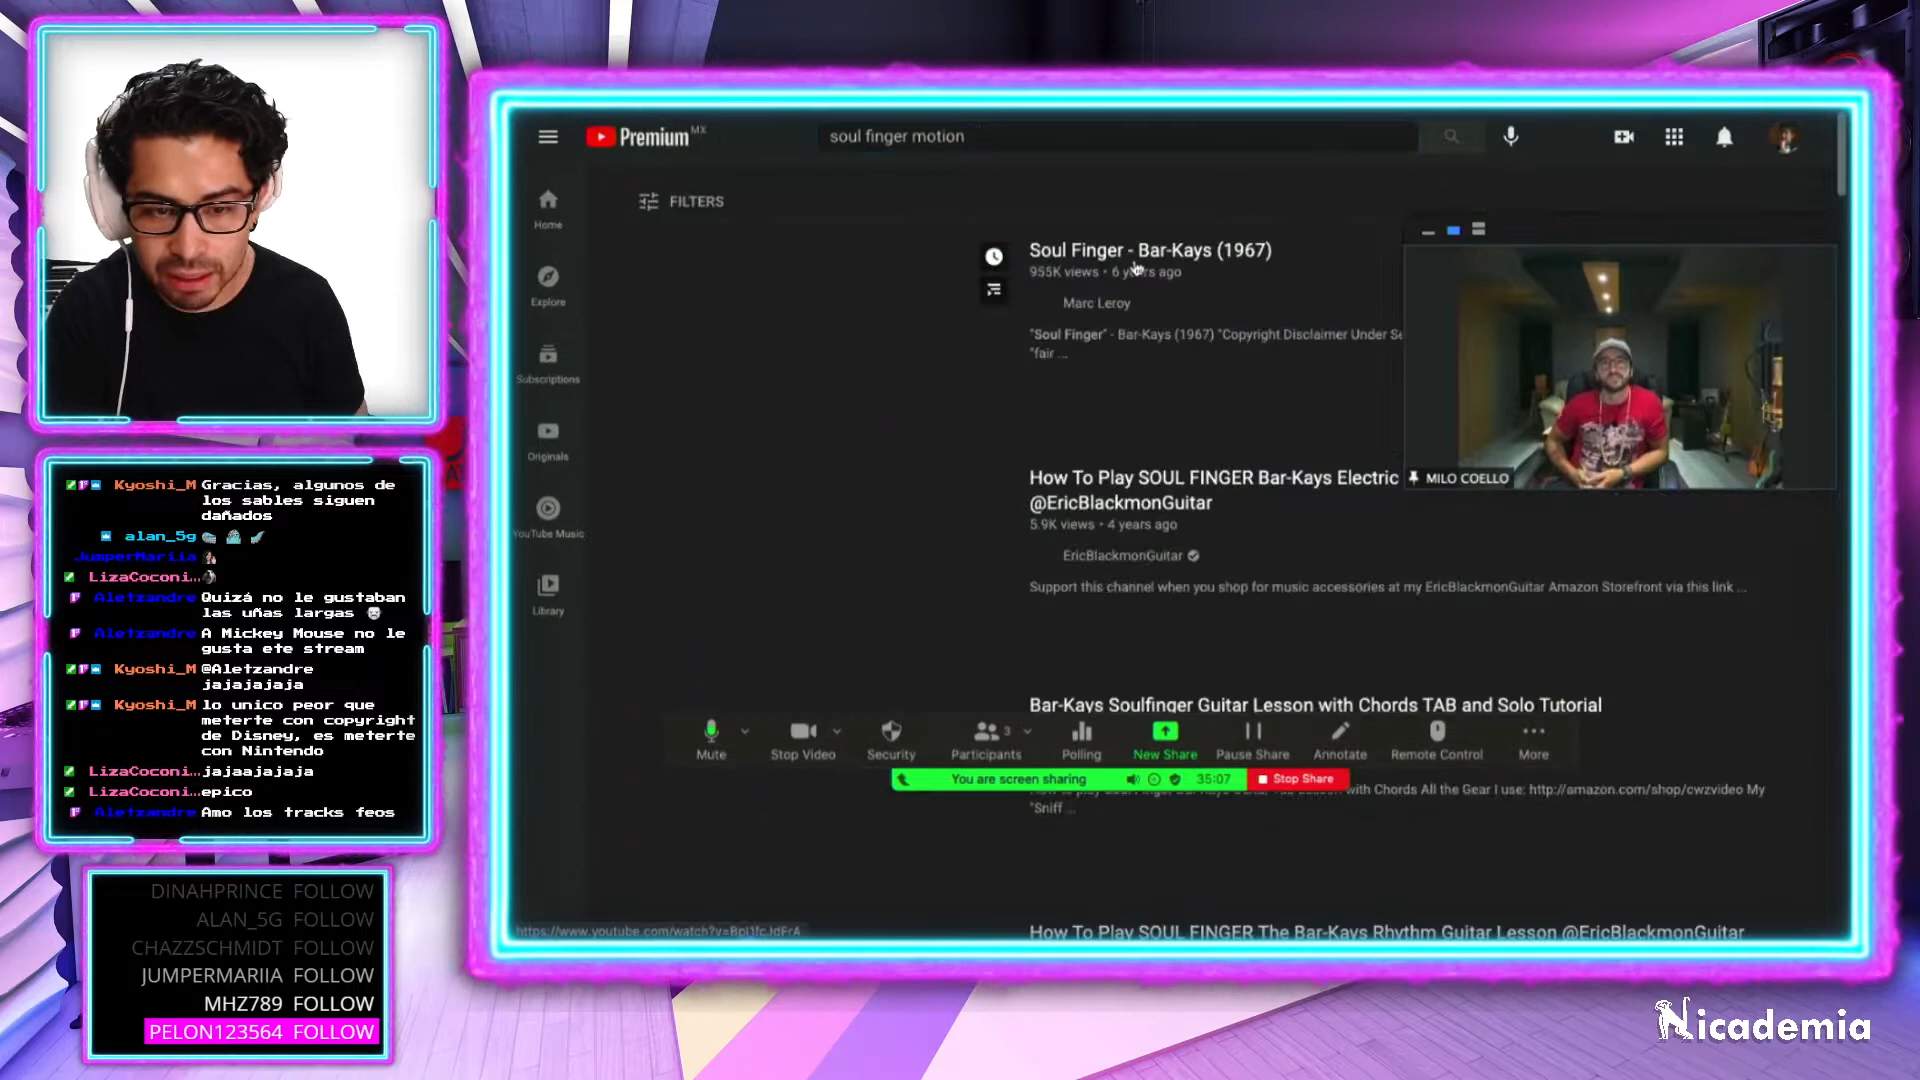 Premium MX
soul finger motion
FILTERS
Home
Explore
Subscriptions
Originals
YouTube Music
Library
Soul Finger - Bar-Kays (1967)
955K views • 6 years ago
Marc Leroy
"Soul Finger" - Bar-Kays (1967) "Copyright Disclaimer Under Se
"fair ...
MILO COELLO
How To Play SOUL FINGER Bar-Kays Electric
@EricBlackmonGuitar
5.9K views • 4 years ago
EricBlackmonGuitar
Support this channel when you shop for music accessories at my EricBlackmonGuitar Amazon Storefront via this link ...
Bar-Kays Soulfinger Guitar Lesson with Chords TAB and Solo Tutorial
Mute
Stop Video
Security
Participants 3
Polling
New Share
Pause Share
Annotate
Remote Control
More
You are screen sharing 35:07 Stop Share
with Chords All the Gear I use: http://amazon.com/shop/cwzvideo My
"Sniff ...
How To Play SOUL FINGER The Bar-Kays Rhythm Guitar Lesson @EricBlackmonGuitar
Kyoshi_M Gracias, algunos de
los sables siguen
dañados
alan_5g
JumperMariia
LizaCoconi...
Aletzandre Quizá no le gustaban
las uñas largas
Aletzandre A Mickey Mouse no le
gusta ete stream
Kyoshi_M @Aletzandre
jajajajaja
Kyoshi_M lo unico peor que
meterte con copyright
de Disney, es meterte
con Nintendo
LizaCoconi... jajaajajaja
LizaCoconi... epico
Aletzandre Amo los tracks feos
DINAHPRINCE FOLLOW
ALAN_5G FOLLOW
CHAZZSCHMIDT FOLLOW
JUMPERMARIIA FOLLOW
MHZ789 FOLLOW
PELON123564 FOLLOW
Nicademia